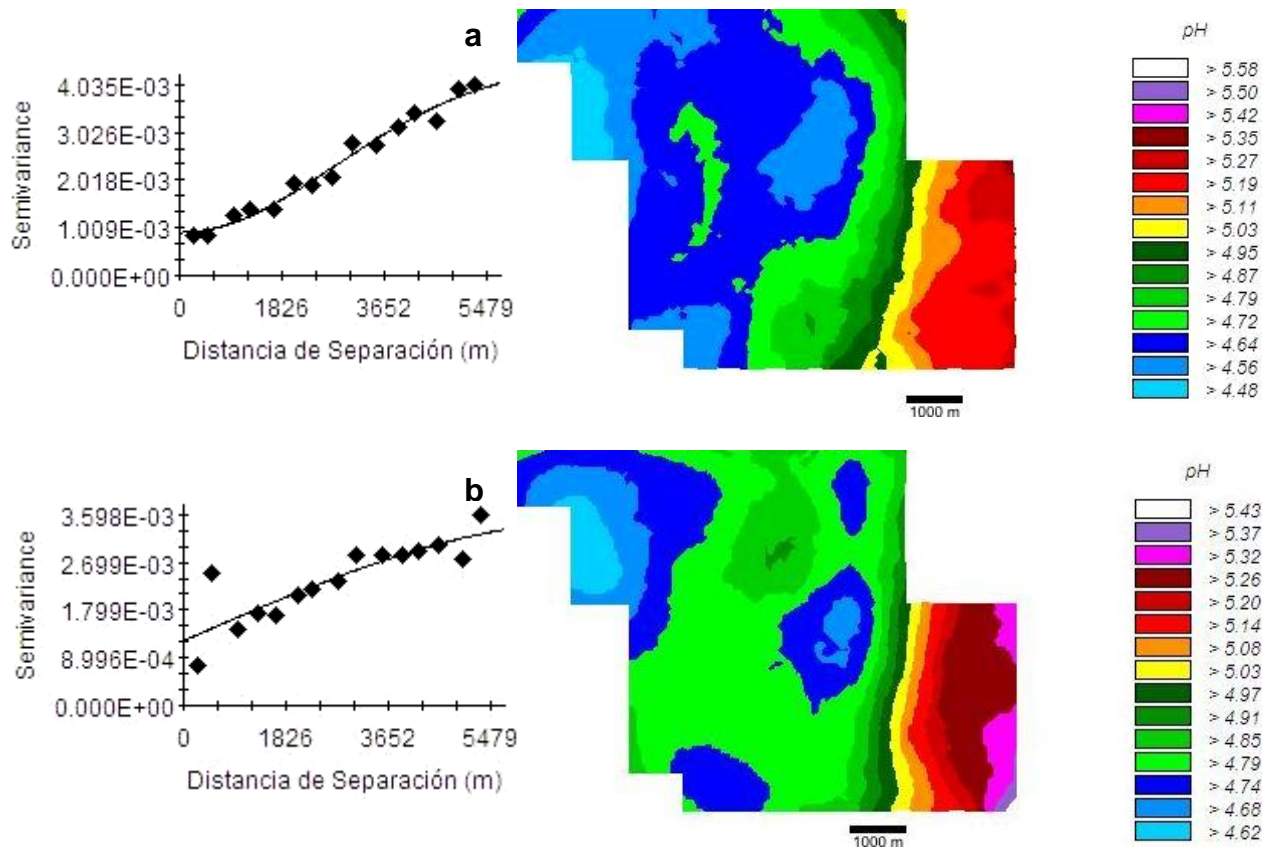 a
Semivariance
4.035E-03
3.026E-03
2.018E-03
1.009E-03
0.000E+00
0 1826 3652 5479
Distancia de Separación (m)
1000 m
pH
> 5.58
> 5.50
> 5.42
> 5.35
> 5.27
> 5.19
> 5.11
> 5.03
> 4.95
> 4.87
> 4.79
> 4.72
> 4.64
> 4.56
> 4.48
b
Semivariance
3.598E-03
2.699E-03
1.799E-03
8.996E-04
0.000E+00
0 1826 3652 5479
Distancia de Separación (m)
1000 m
pH
> 5.43
> 5.37
> 5.32
> 5.26
> 5.20
> 5.14
> 5.08
> 5.03
> 4.97
> 4.91
> 4.85
> 4.79
> 4.74
> 4.68
> 4.62